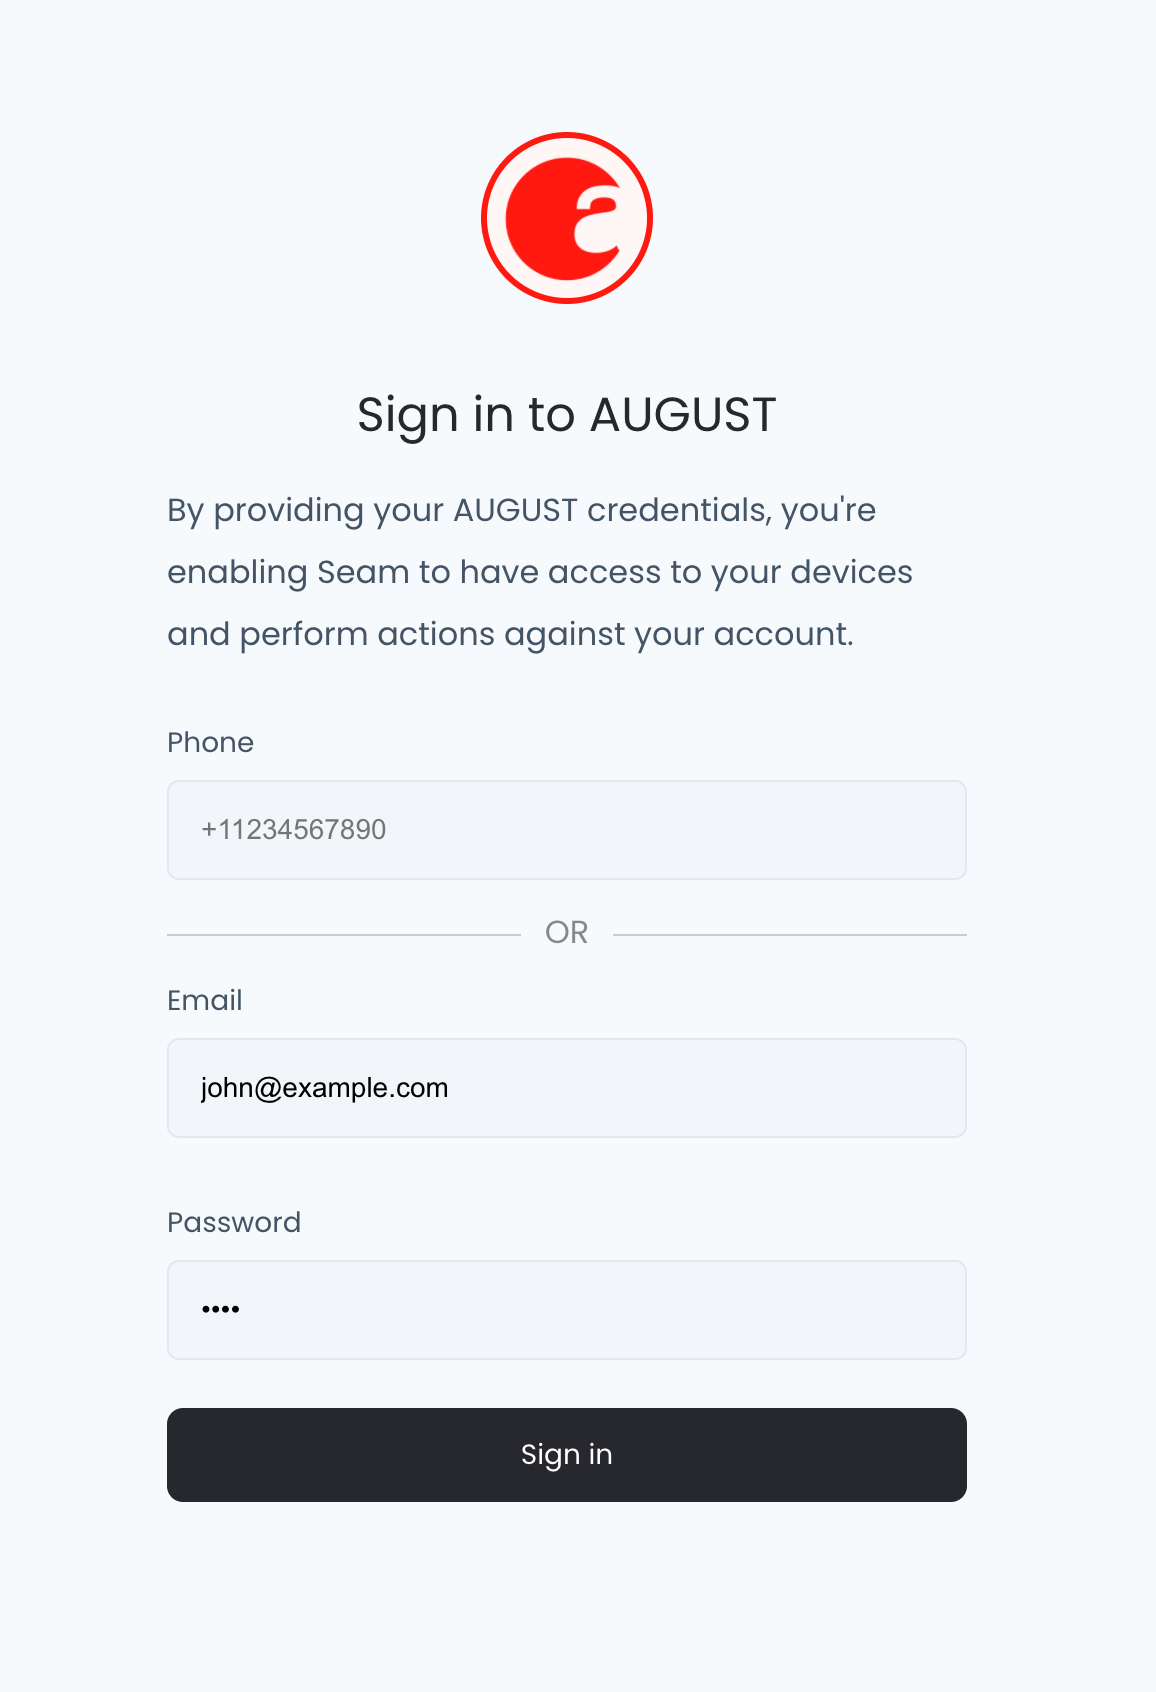 a
Sign in to AUGUST
By providing your AUGUST credentials, you're
enabling Seam to have access to your devices
and perform actions against your account.
Phone
+11234567890
OR
Email
john@example.com
Password
••••
Sign in